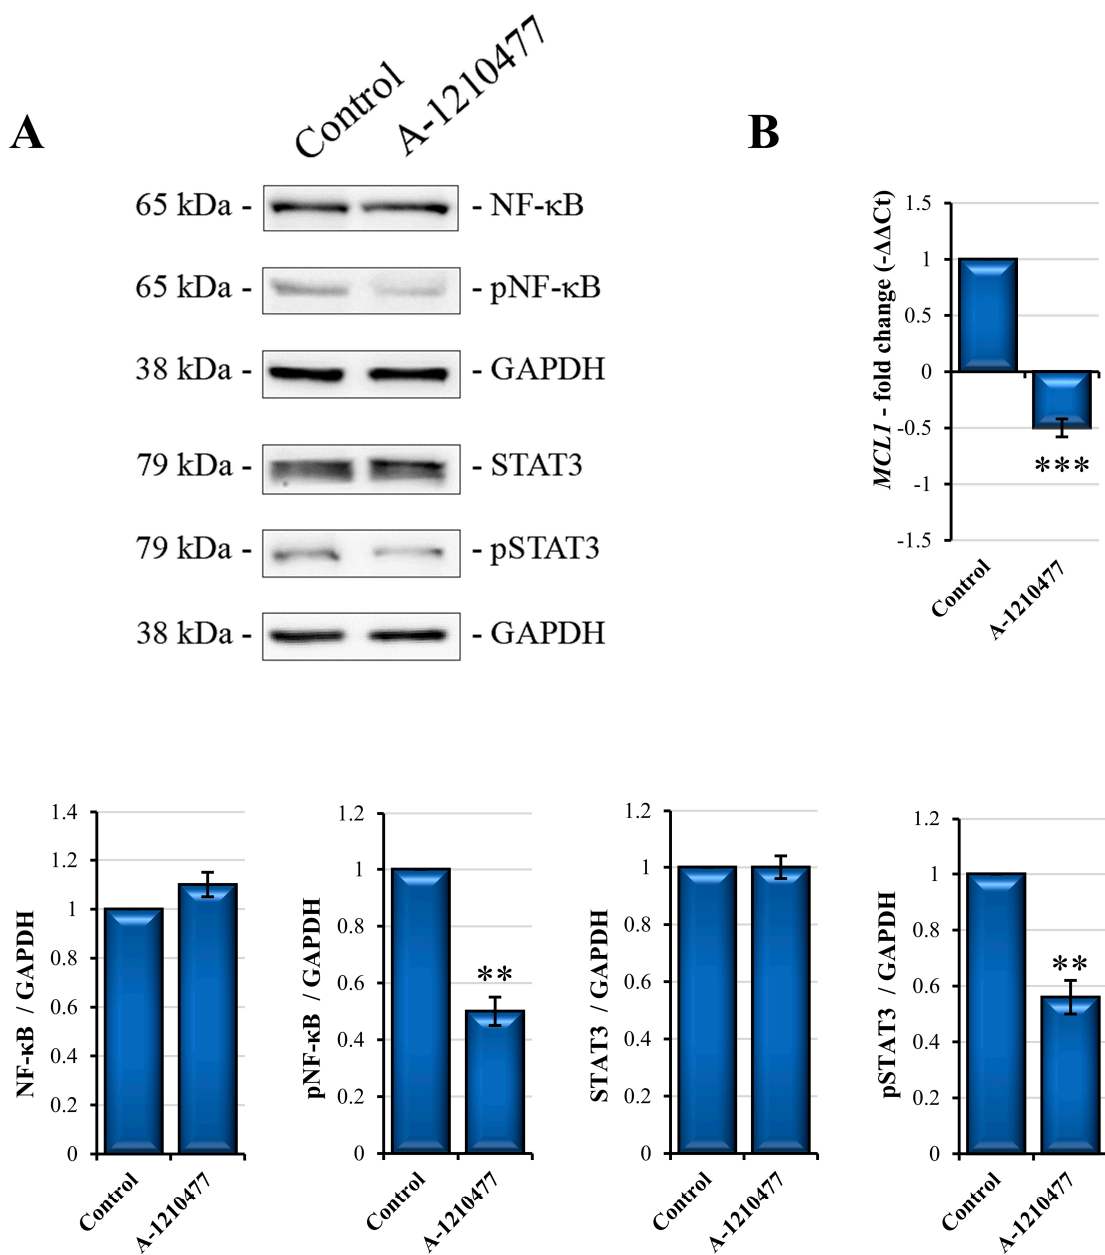 A
Control
A-1210477
65 kDa - - NF-κB
65 kDa - - pNF-κB
38 kDa - - GAPDH
79 kDa - - STAT3
79 kDa - - pSTAT3
38 kDa - - GAPDH
B
MCL1 - fold change (-ΔΔCt)
1.5
1
0.5
0
-0.5
-1
-1.5
***
Control
A-1210477
NF-κB / GAPDH
1.4
1.2
1
0.8
0.6
0.4
0.2
0
Control
A-1210477
pNF-κB / GAPDH
1.2
1
0.8
0.6
0.4
0.2
0
**
Control
A-1210477
STAT3 / GAPDH
1.2
1
0.8
0.6
0.4
0.2
0
Control
A-1210477
pSTAT3 / GAPDH
1.2
1
0.8
0.6
0.4
0.2
0
**
Control
A-1210477